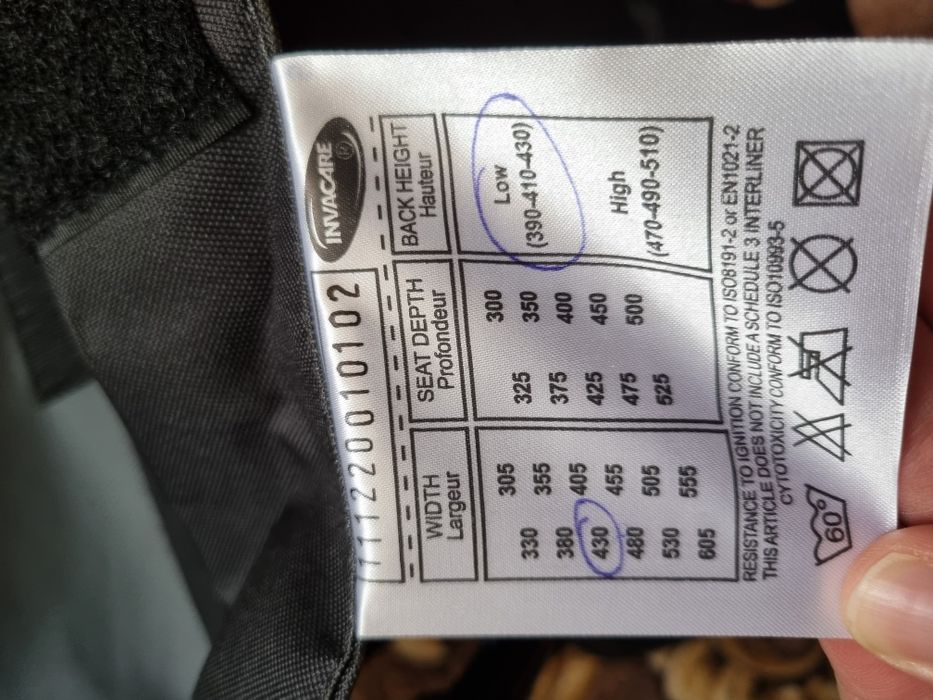 111220010102
INVACARE
®
WIDTH
Largeur
305
330
355
380
405
430
455
480
505
530
555
605
SEAT DEPTH
Profondeur
300
325
350
375
400
425
450
475
500
525
BACK HEIGHT
Hauteur
Low
(390-410-430)
High
(470-490-510)
RESISTANCE TO IGNITION CONFORM TO ISO8191-2 or EN1021-2
THIS ARTICLE DOES NOT INCLUDE A SCHEDULE 3 INTERLINER
CYTOTOXICITY CONFORM TO ISO10993-5
60°